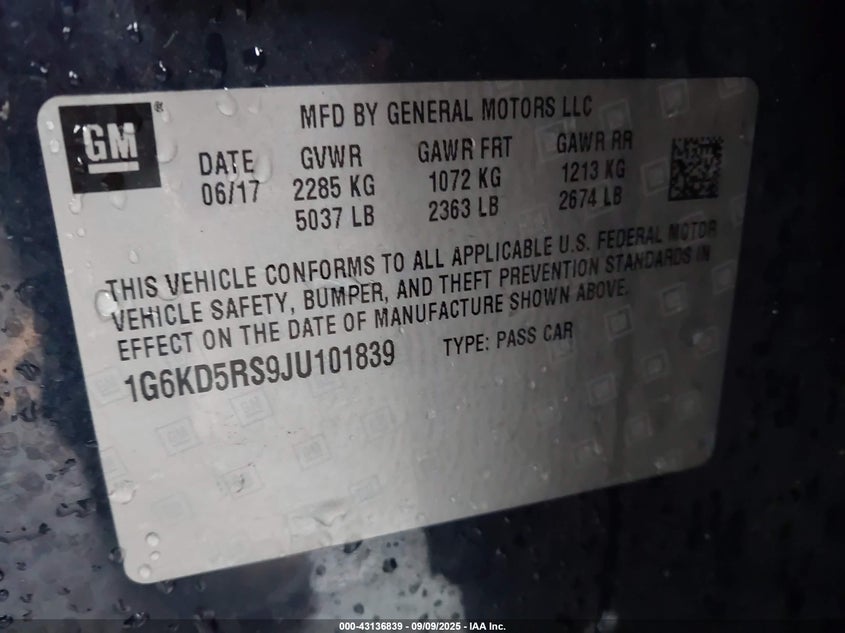 GM®
MFD BY GENERAL MOTORS LLC
DATE GVWR GAWR FRT GAWR RR
06/17 2285 KG 1072 KG 1213 KG
5037 LB 2363 LB 2674 LB
THIS VEHICLE CONFORMS TO ALL APPLICABLE U.S. FEDERAL MOTOR
VEHICLE SAFETY, BUMPER, AND THEFT PREVENTION STANDARDS IN
EFFECT ON THE DATE OF MANUFACTURE SHOWN ABOVE.
1G6KD5RS9JU101839 TYPE: PASS CAR
000-43136839 - 09/09/2025 - IAA Inc.